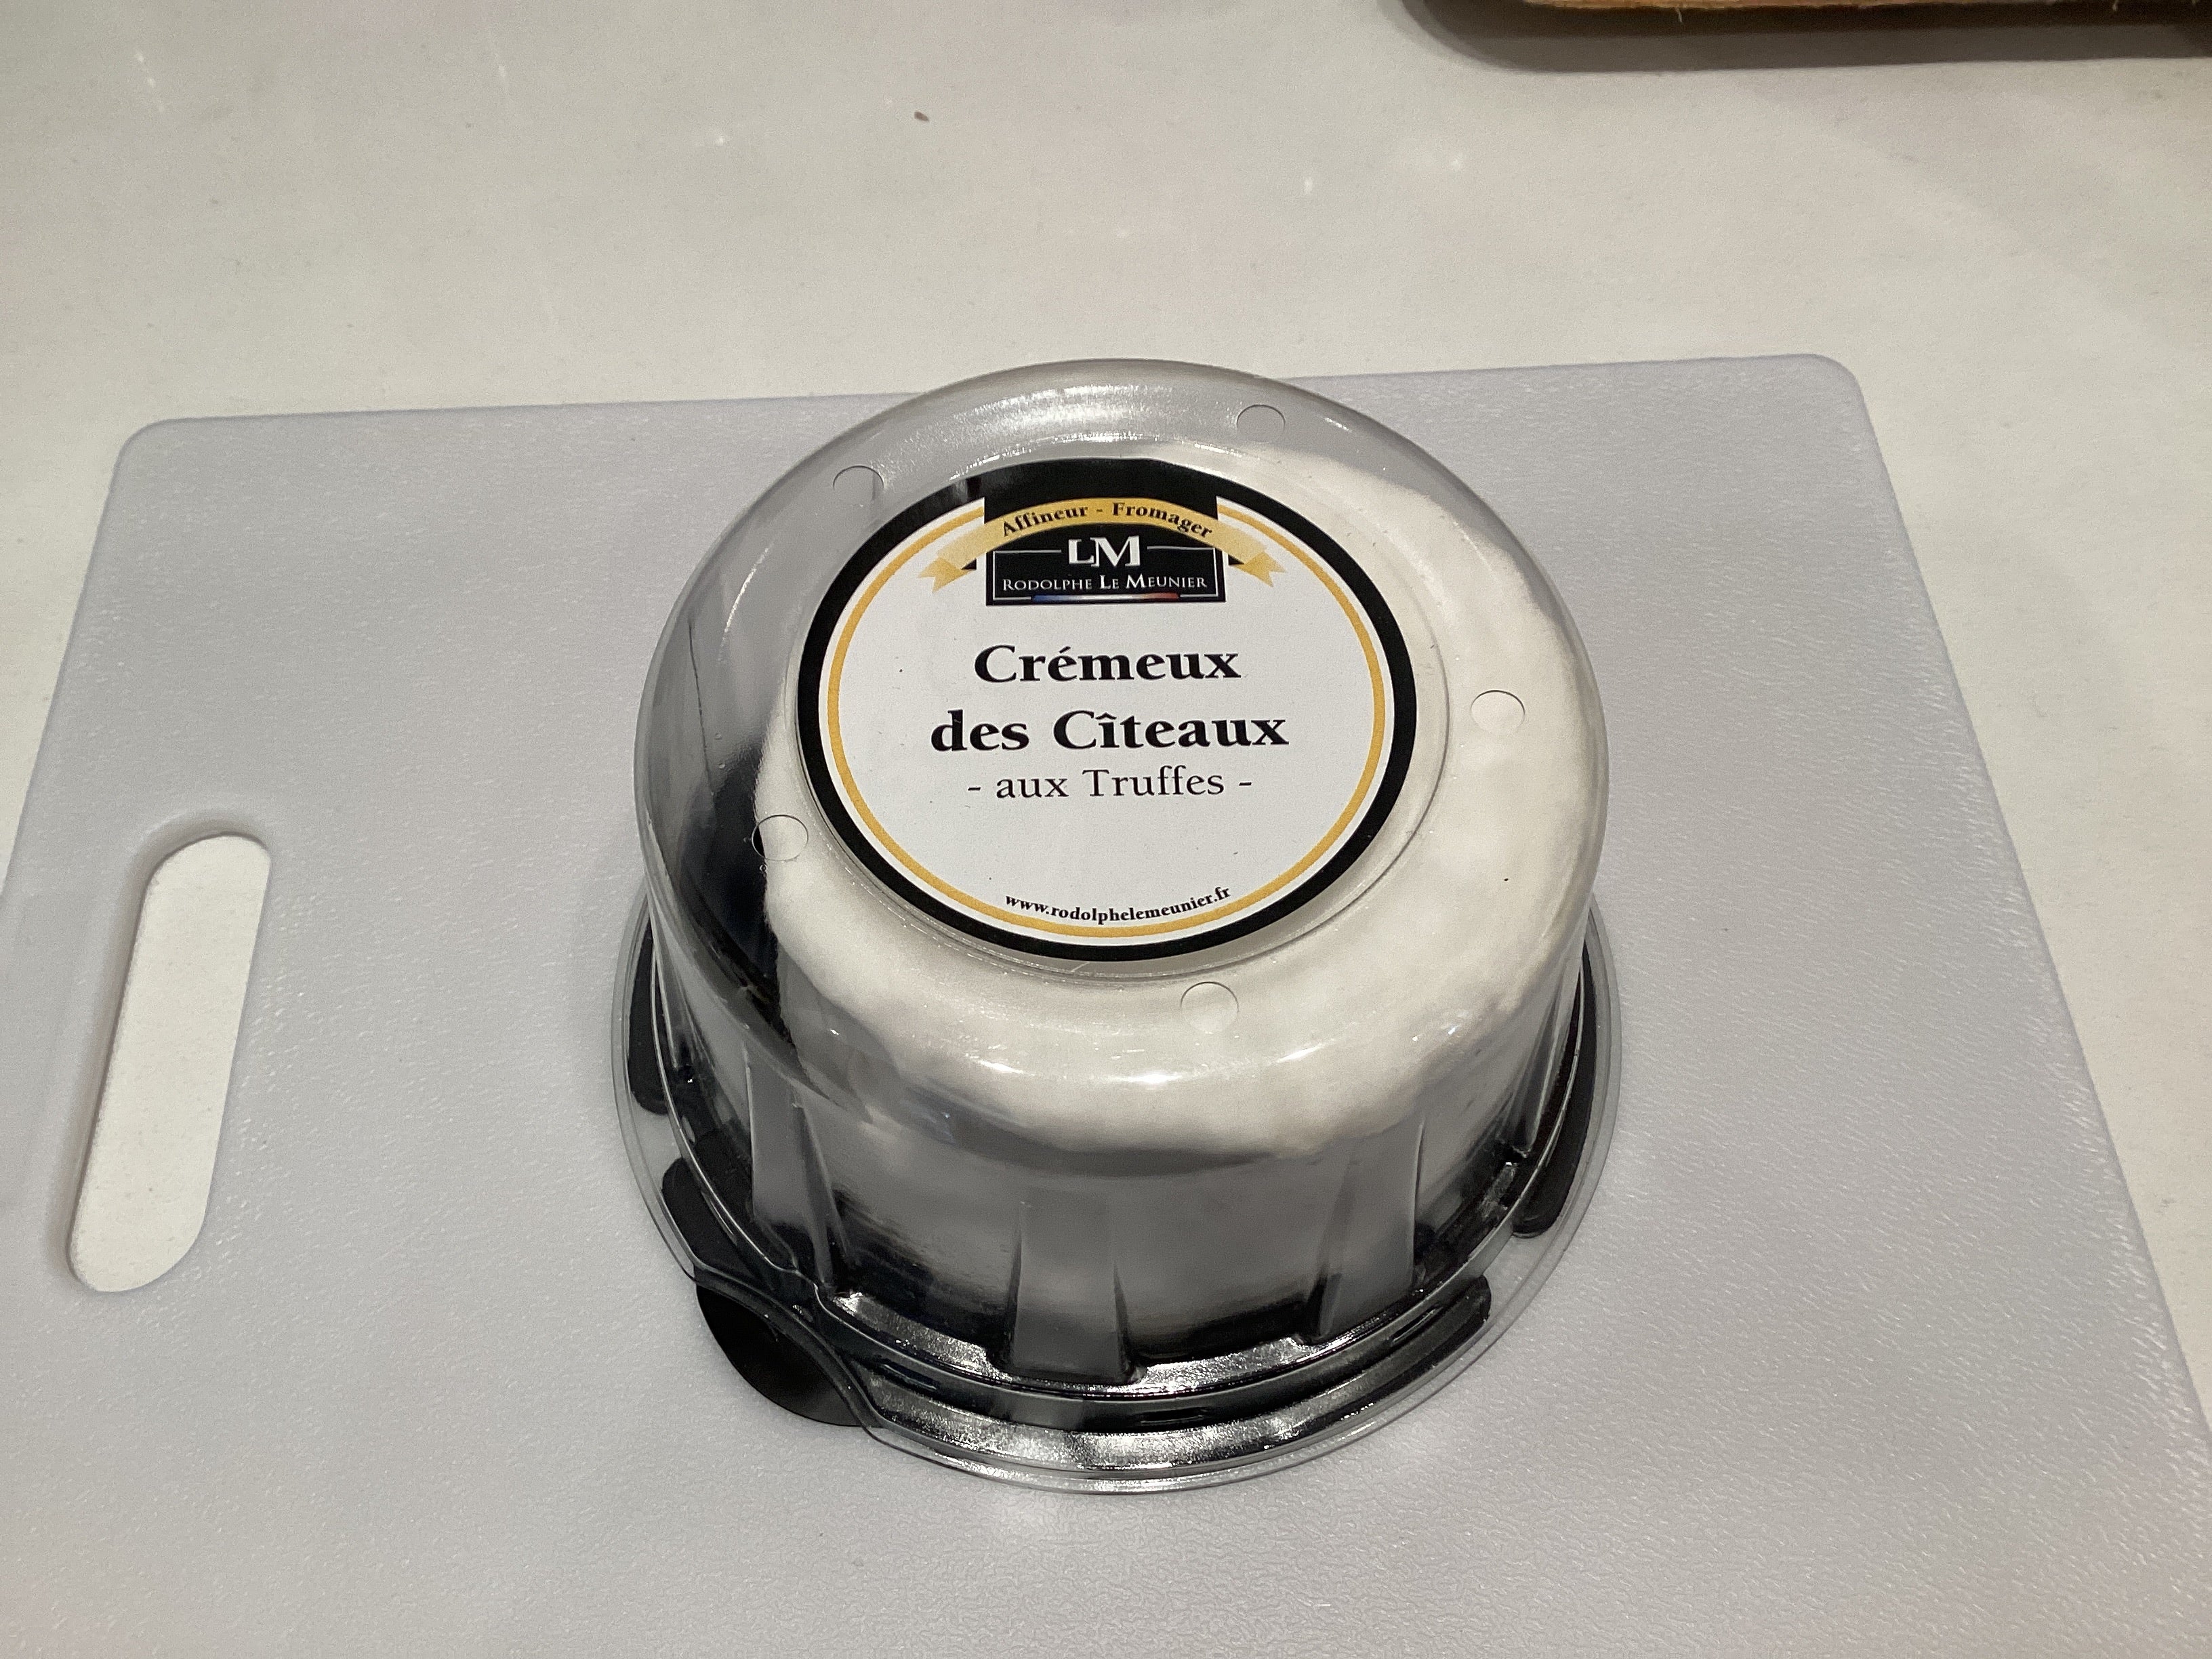 Affineur - Fromager
LM
RODOLPHE LE MEUNIER
Crémeux
des Cîteaux
- aux Truffes -
www.rodolphelemeunier.fr